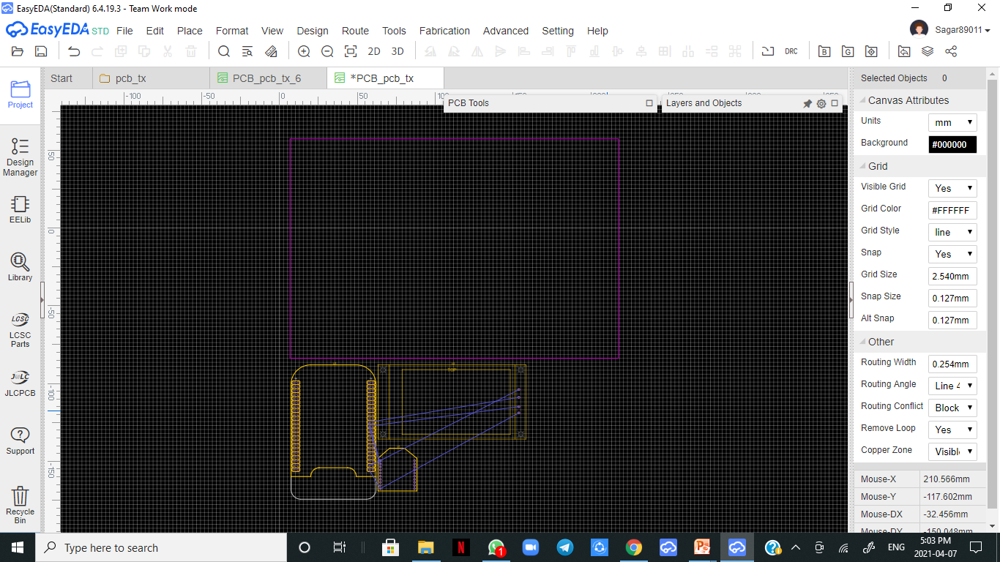 EasyEDA(Standard) 6.4.19.3 - Team Work mode
EasyEDA STD File Edit Place Format View Design Route Tools Fabrication Advanced Setting Help Sagar89011
2D 3D DRC B G
Start pcb_tx PCB_pcb_tx_6 *PCB_pcb_tx
Selected Objects 0
-100 -50 0 50 100 150
PCB Tools
Layers and Objects
Canvas Attributes
Units mm
Background #000000
Grid
Visible Grid Yes
Grid Color #FFFFFF
Grid Style line
Snap Yes
Grid Size 2.540mm
Snap Size 0.127mm
Alt Snap 0.127mm
Other
Routing Width 0.254mm
Routing Angle Line 4
Routing Conflict Block
Remove Loop Yes
Copper Zone Visibl
Mouse-X 210.566mm
Mouse-Y -117.602mm
Mouse-DX -32.456mm
Mouse-DY -150.048mm
Project
Design
Manager
EELib
Library
LCSC
LCSC
Parts
JLC
JLCPCB
Support
Recycle
Bin
50
0
-50
-100
-150
TOP
Type here to search
N
1
ENG
5:03 PM
2021-04-07